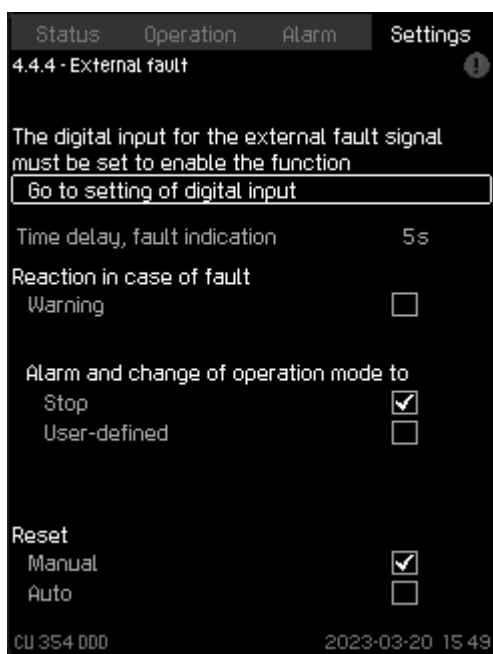 Status Operation Alarm Settings
4.4.4 - External fault
The digital input for the external fault signal
must be set to enable the function
Go to setting of digital input
Time delay, fault indication 5s
Reaction in case of fault
Warning
Alarm and change of operation mode to
Stop
User-defined
Reset
Manual
Auto
CU 354 DDD 2023-03-20 15 49